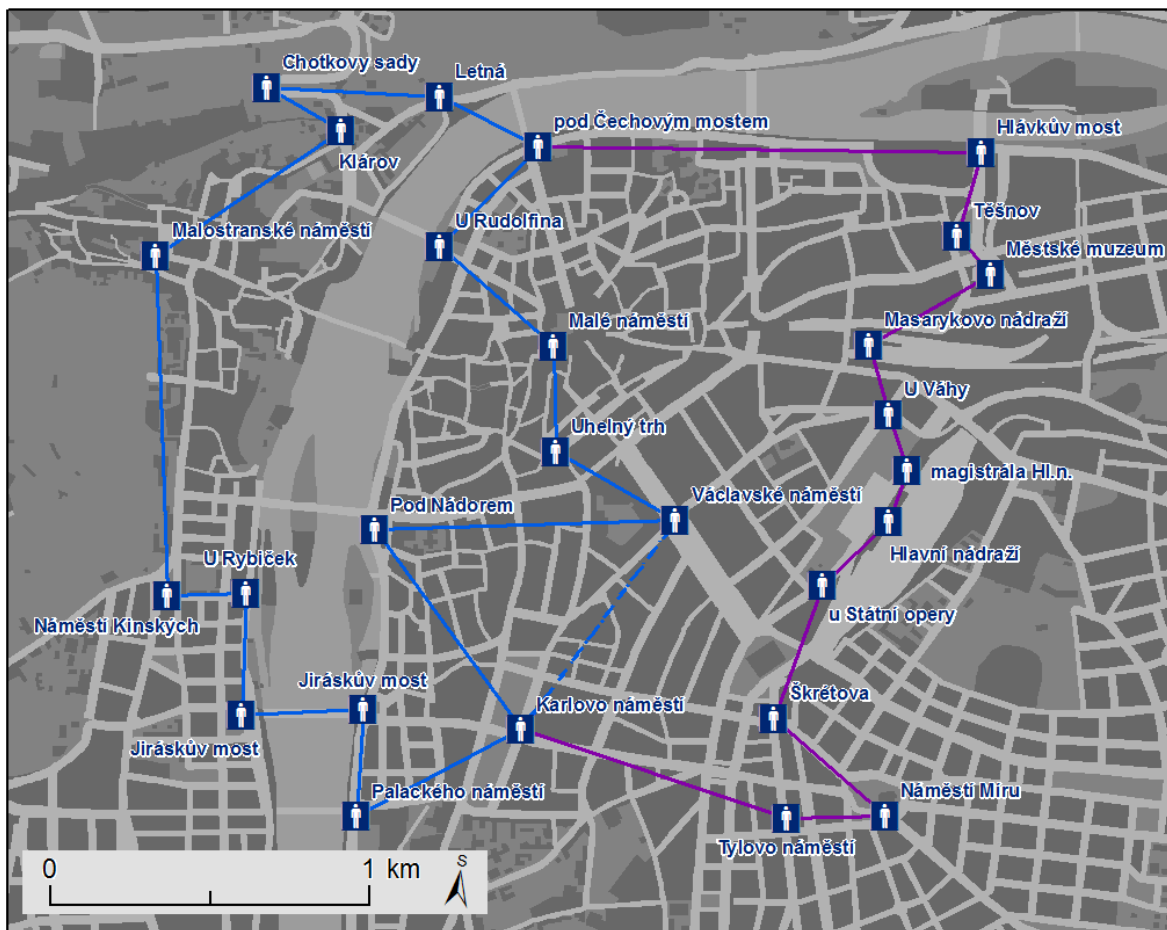 Chotkovy sady
Letná
pod Čechovým mostem
Hlávkův most
Klárov
Malostranské náměstí
U Rudolfina
Těšnov
Městské muzeum
Malé náměstí
Masarykovo nádraží
U Váhy
Uhelný trh
magistrála Hl.n.
Pod Nádorem
Václavské náměstí
Hlavní nádraží
U Rybiček
u Státní opery
Náměstí Kinských
Jiráskův most
Škrétova
Karlovo náměstí
Jiráskův most
Palackého náměstí
Náměstí Míru
Tylovo náměstí
0 1 km
S